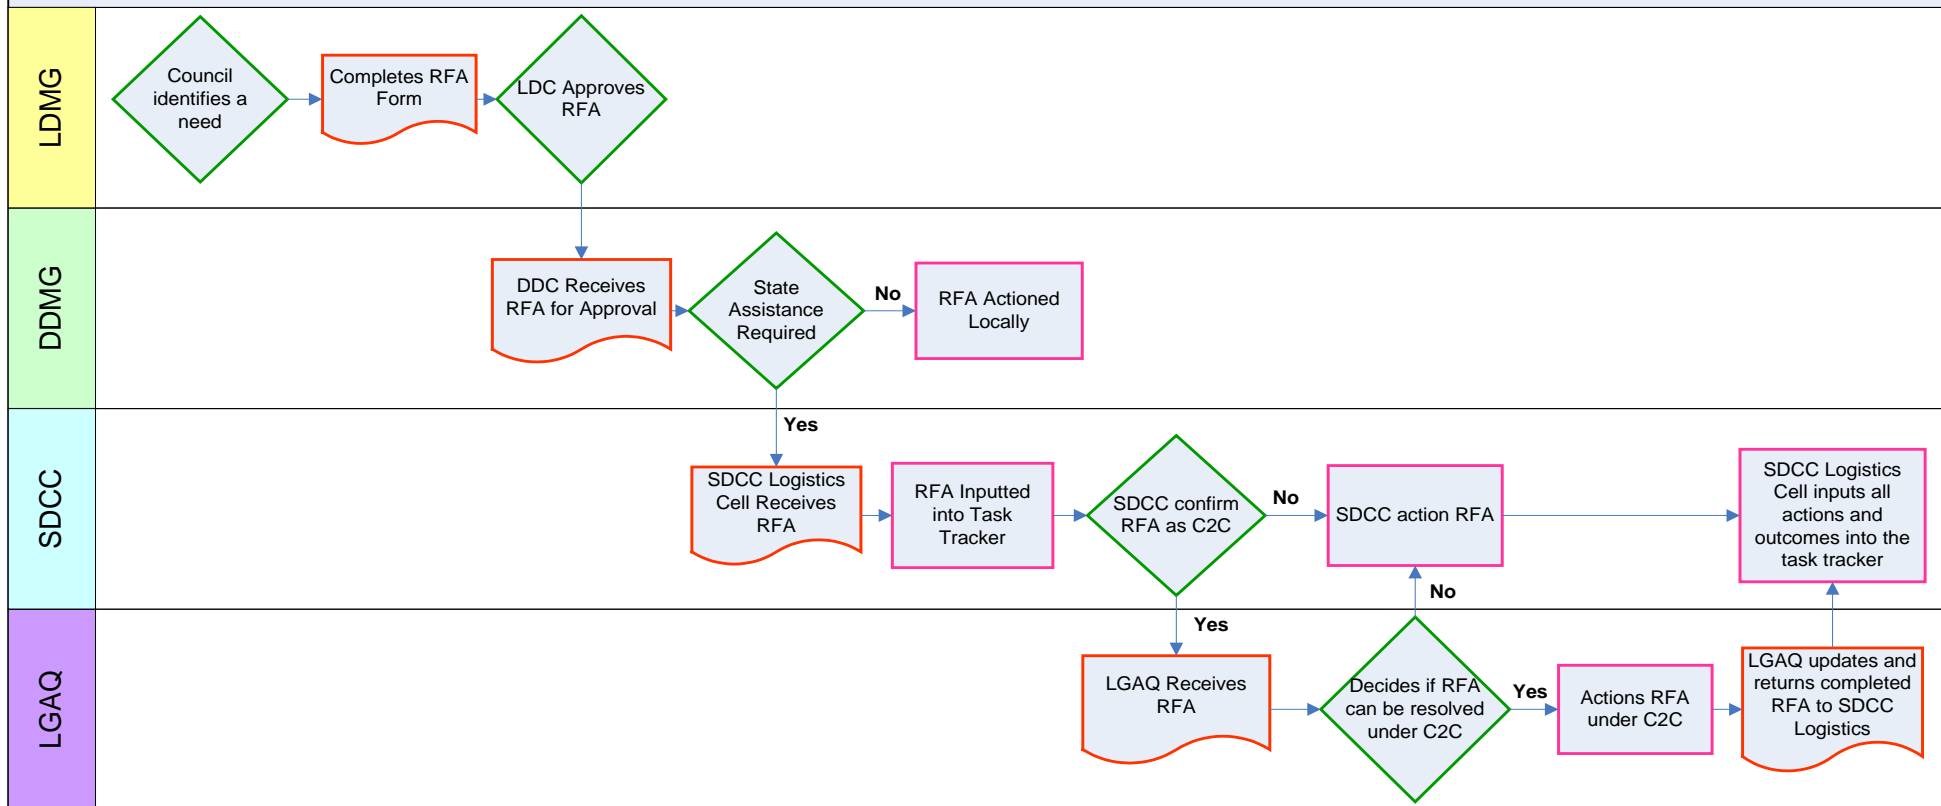 LDMG
Council
identifies a
need
Completes RFA
Form
LDC Approves
RFA
DDMG
DDC Receives
RFA for Approval
State
Assistance
Required
No
RFA Actioned
Locally
Yes
SDCC
SDCC Logistics
Cell Receives
RFA
RFA Inputted
into Task
Tracker
SDCC confirm
RFA as C2C
No
SDCC action RFA
SDCC Logistics
Cell inputs all
actions and
outcomes into the
task tracker
Yes
No
LGAQ
LGAQ Receives
RFA
Decides if RFA
can be resolved
under C2C
Yes
Actions RFA
under C2C
LGAQ updates and
returns completed
RFA to SDCC
Logistics